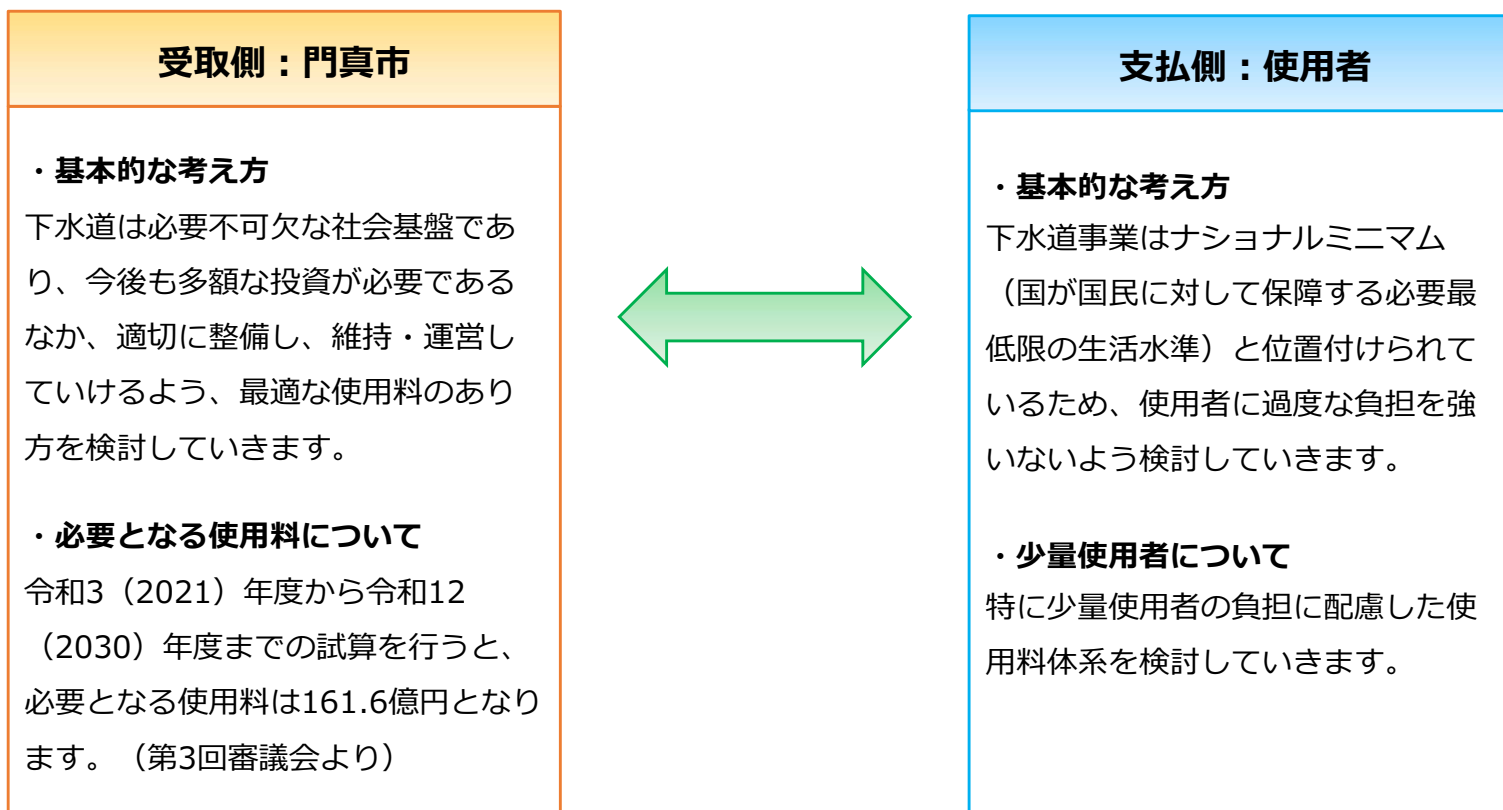 受取側：門真市
・基本的な考え方
下水道は必要不可欠な社会基盤であ
り、今後も多額な投資が必要である
なか、適切に整備し、維持・運営し
ていけるよう、最適な使用料のあり
方を検討していきます。
・必要となる使用料について
令和3（2021）年度から令和12
（2030）年度までの試算を行うと、
必要となる使用料は161.6億円となり
ます。（第3回審議会より）
支払側：使用者
・基本的な考え方
下水道事業はナショナルミニマム
（国が国民に対して保障する必要最
低限の生活水準）と位置付けられて
いるため、使用者に過度な負担を強
いないよう検討していきます。
・少量使用者について
特に少量使用者の負担に配慮した使
用料体系を検討していきます。